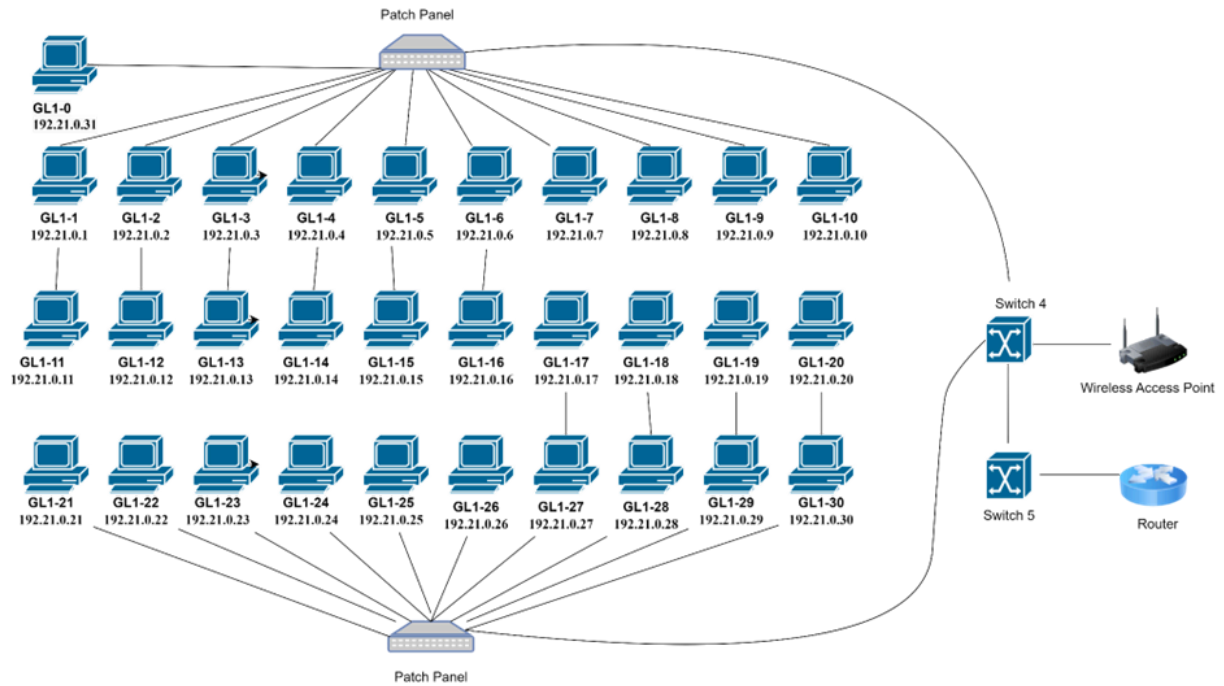 Patch Panel
GL1-0
192.21.0.31
GL1-1 GL1-2 GL1-3 GL1-4 GL1-5 GL1-6 GL1-7 GL1-8 GL1-9 GL1-10
192.21.0.1 192.21.0.2 192.21.0.3 192.21.0.4 192.21.0.5 192.21.0.6 192.21.0.7 192.21.0.8 192.21.0.9 192.21.0.10
Switch 4
GL1-11 GL1-12 GL1-13 GL1-14 GL1-15 GL1-16 GL1-17 GL1-18 GL1-19 GL1-20
192.21.0.11 192.21.0.12 192.21.0.13 192.21.0.14 192.21.0.15 192.21.0.16 192.21.0.17 192.21.0.18 192.21.0.19 192.21.0.20
Wireless Access Point
GL1-21 GL1-22 GL1-23 GL1-24 GL1-25 GL1-26 GL1-27 GL1-28 GL1-29 GL1-30
192.21.0.21 192.21.0.22 192.21.0.23 192.21.0.24 192.21.0.25 192.21.0.26 192.21.0.27 192.21.0.28 192.21.0.29 192.21.0.30
Switch 5
Router
Patch Panel